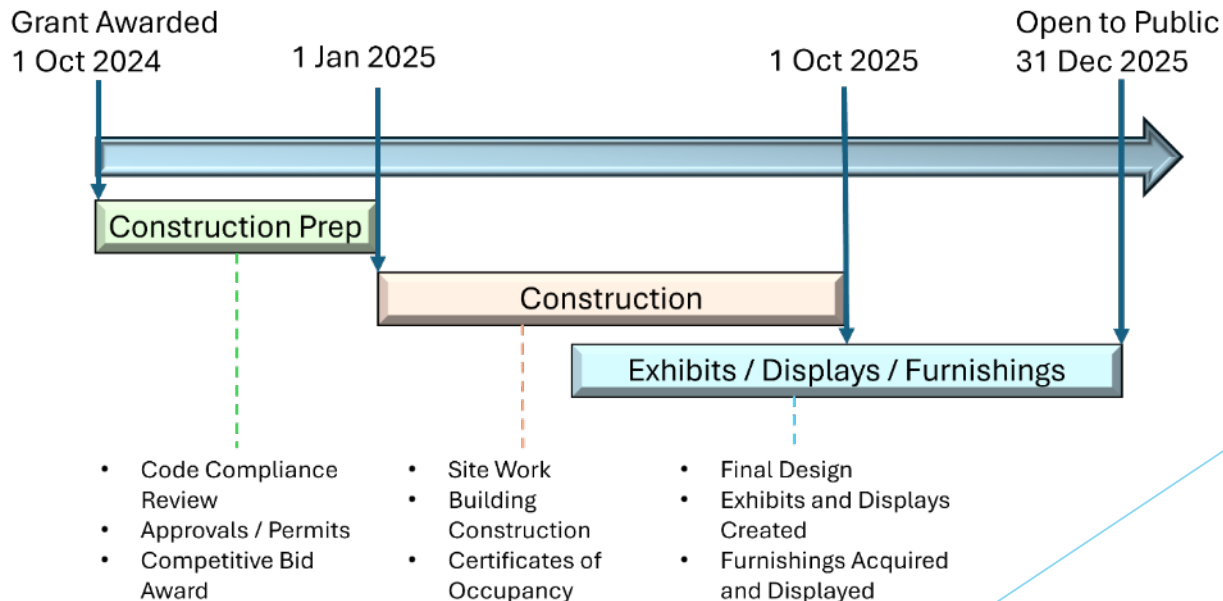 Grant Awarded
1 Oct 2024
1 Jan 2025
1 Oct 2025
Open to Public
31 Dec 2025
Construction Prep
Construction
Exhibits / Displays / Furnishings
• Code Compliance
Review
• Approvals / Permits
• Competitive Bid
Award
• Site Work
• Building
Construction
• Certificates of
Occupancy
• Final Design
• Exhibits and Displays
Created
• Furnishings Acquired
and Displayed